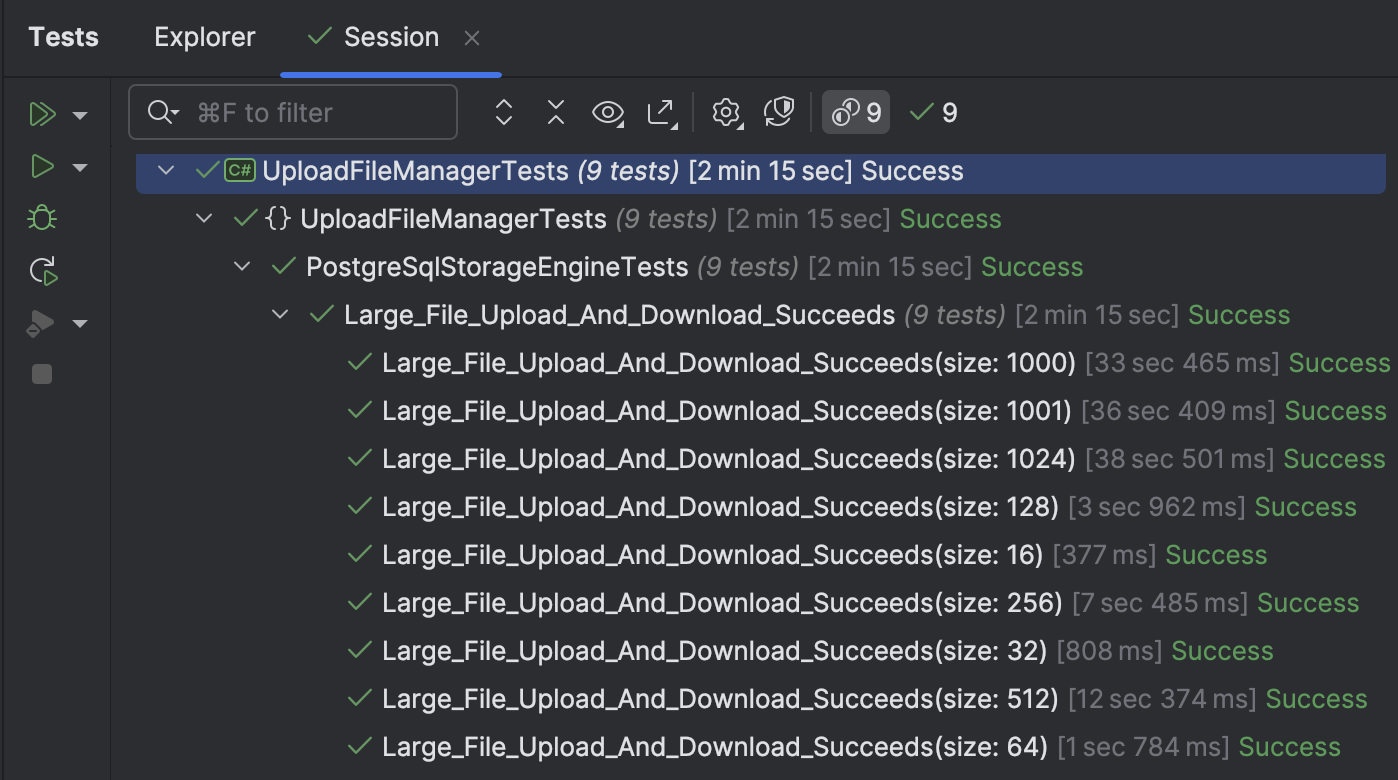 Tests Explorer Session
⌘F to filter 9 9
C# UploadFileManagerTests (9 tests) [2 min 15 sec] Success
{} UploadFileManagerTests (9 tests) [2 min 15 sec] Success
PostgreSqlStorageEngineTests (9 tests) [2 min 15 sec] Success
Large_File_Upload_And_Download_Succeeds (9 tests) [2 min 15 sec] Success
Large_File_Upload_And_Download_Succeeds(size: 1000) [33 sec 465 ms] Success
Large_File_Upload_And_Download_Succeeds(size: 1001) [36 sec 409 ms] Success
Large_File_Upload_And_Download_Succeeds(size: 1024) [38 sec 501 ms] Success
Large_File_Upload_And_Download_Succeeds(size: 128) [3 sec 962 ms] Success
Large_File_Upload_And_Download_Succeeds(size: 16) [377 ms] Success
Large_File_Upload_And_Download_Succeeds(size: 256) [7 sec 485 ms] Success
Large_File_Upload_And_Download_Succeeds(size: 32) [808 ms] Success
Large_File_Upload_And_Download_Succeeds(size: 512) [12 sec 374 ms] Success
Large_File_Upload_And_Download_Succeeds(size: 64) [1 sec 784 ms] Success